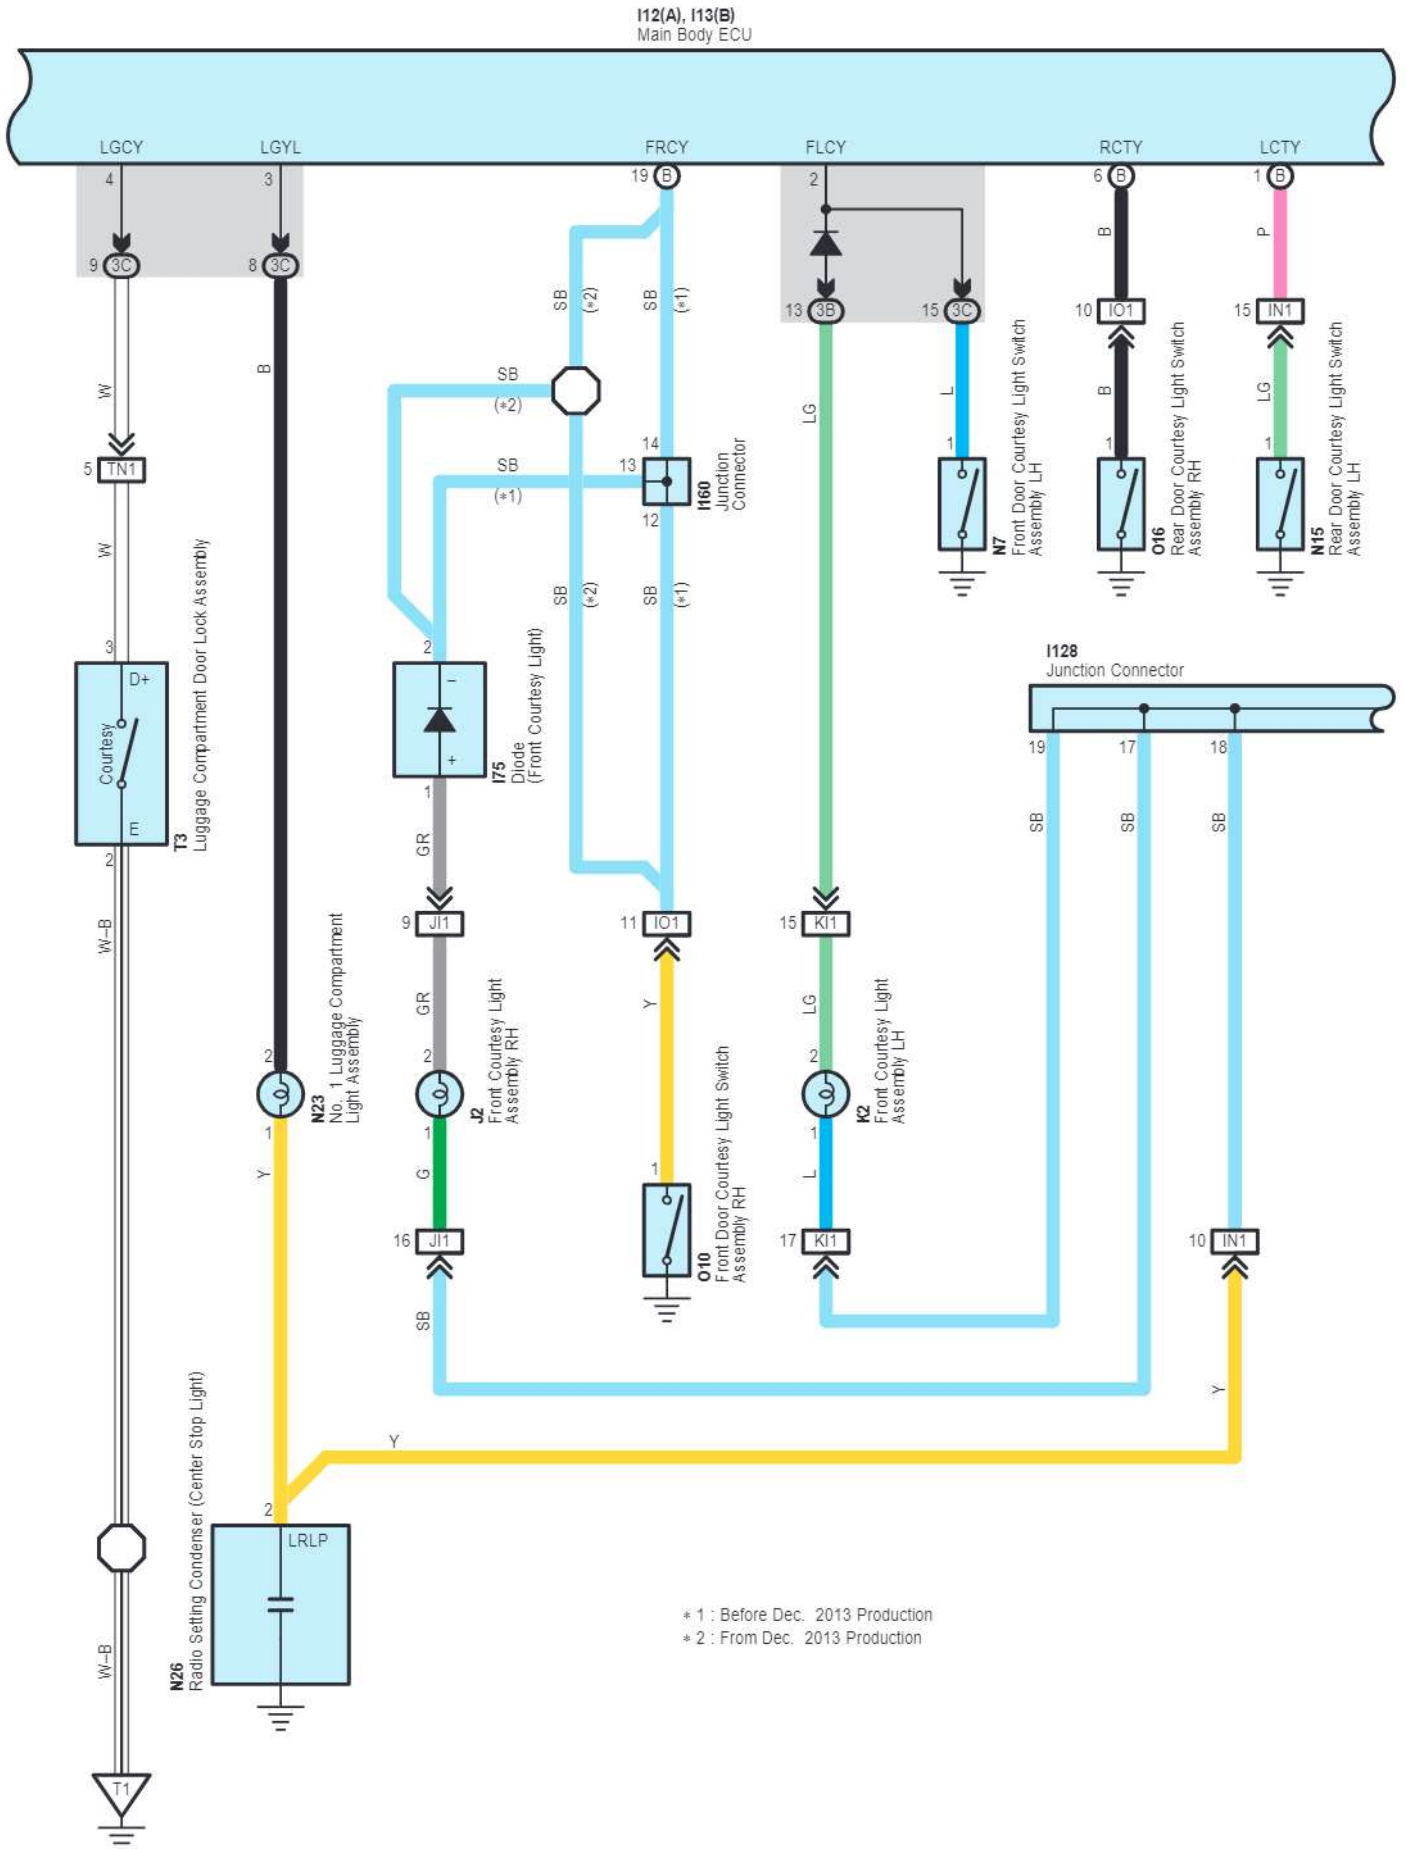 I12(A), I13(B)
Main Body ECU
LGCY
LGYL
FRCY
FLCY
RCTY
LCTY
4
3
19 B
2
6 B
1 B
9 3C
8 3C
13 3B
15 3C
B
P
10 IO1
15 IN1
SB
(*2)
SB
(*1)
W
B
LG
L
B
LG
SB
(*2)
14
13
12
I160
Junction
Connector
SB
(*1)
5 TN1
1
N7
Front Door Courtesy Light Switch
Assembly LH
1
O16
Rear Door Courtesy Light Switch
Assembly RH
1
N15
Rear Door Courtesy Light Switch
Assembly LH
W
SB
(*2)
SB
(*1)
3
D+
Courtesy
E
2
T3
Luggage Compartment Door Lock Assembly
2
−
+
1
I75
Diode
(Front Courtesy Light)
I128
Junction Connector
19
17
18
SB
SB
SB
GR
W–B
9 JI1
11 IO1
15 KI1
GR
Y
LG
2
N23
No. 1 Luggage Compartment
Light Assembly
1
2
J2
Front Courtesy Light
Assembly RH
1
2
K2
Front Courtesy Light
Assembly LH
1
Y
G
L
1
O10
Front Door Courtesy Light Switch
Assembly RH
16 JI1
17 KI1
10 IN1
SB
Y
Y
2
LRLP
N26
Radio Setting Condenser (Center Stop Light)
W–B
T1
* 1 : Before Dec. 2013 Production
* 2 : From Dec. 2013 Production